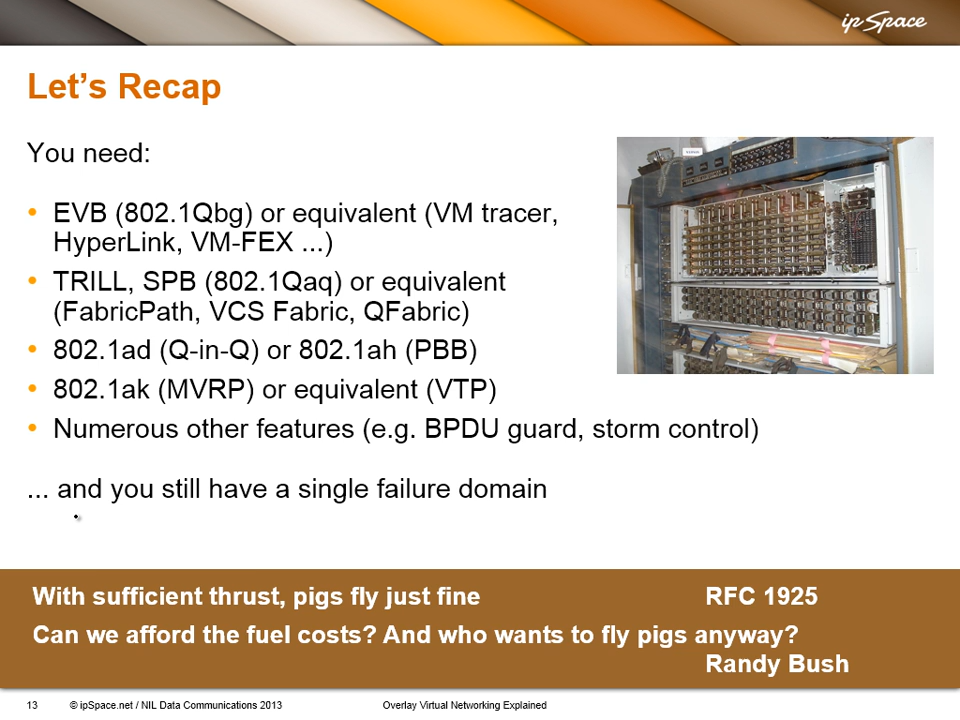 ipSpace
Let's Recap
You need:
• EVB (802.1Qbg) or equivalent (VM tracer,
HyperLink, VM-FEX ...)
• TRILL, SPB (802.1Qaq) or equivalent
(FabricPath, VCS Fabric, QFabric)
• 802.1ad (Q-in-Q) or 802.1ah (PBB)
• 802.1ak (MVRP) or equivalent (VTP)
• Numerous other features (e.g. BPDU guard, storm control)
... and you still have a single failure domain
With sufficient thrust, pigs fly just fine RFC 1925
Can we afford the fuel costs? And who wants to fly pigs anyway?
Randy Bush
13 © ipSpace.net / NIL Data Communications 2013 Overlay Virtual Networking Explained